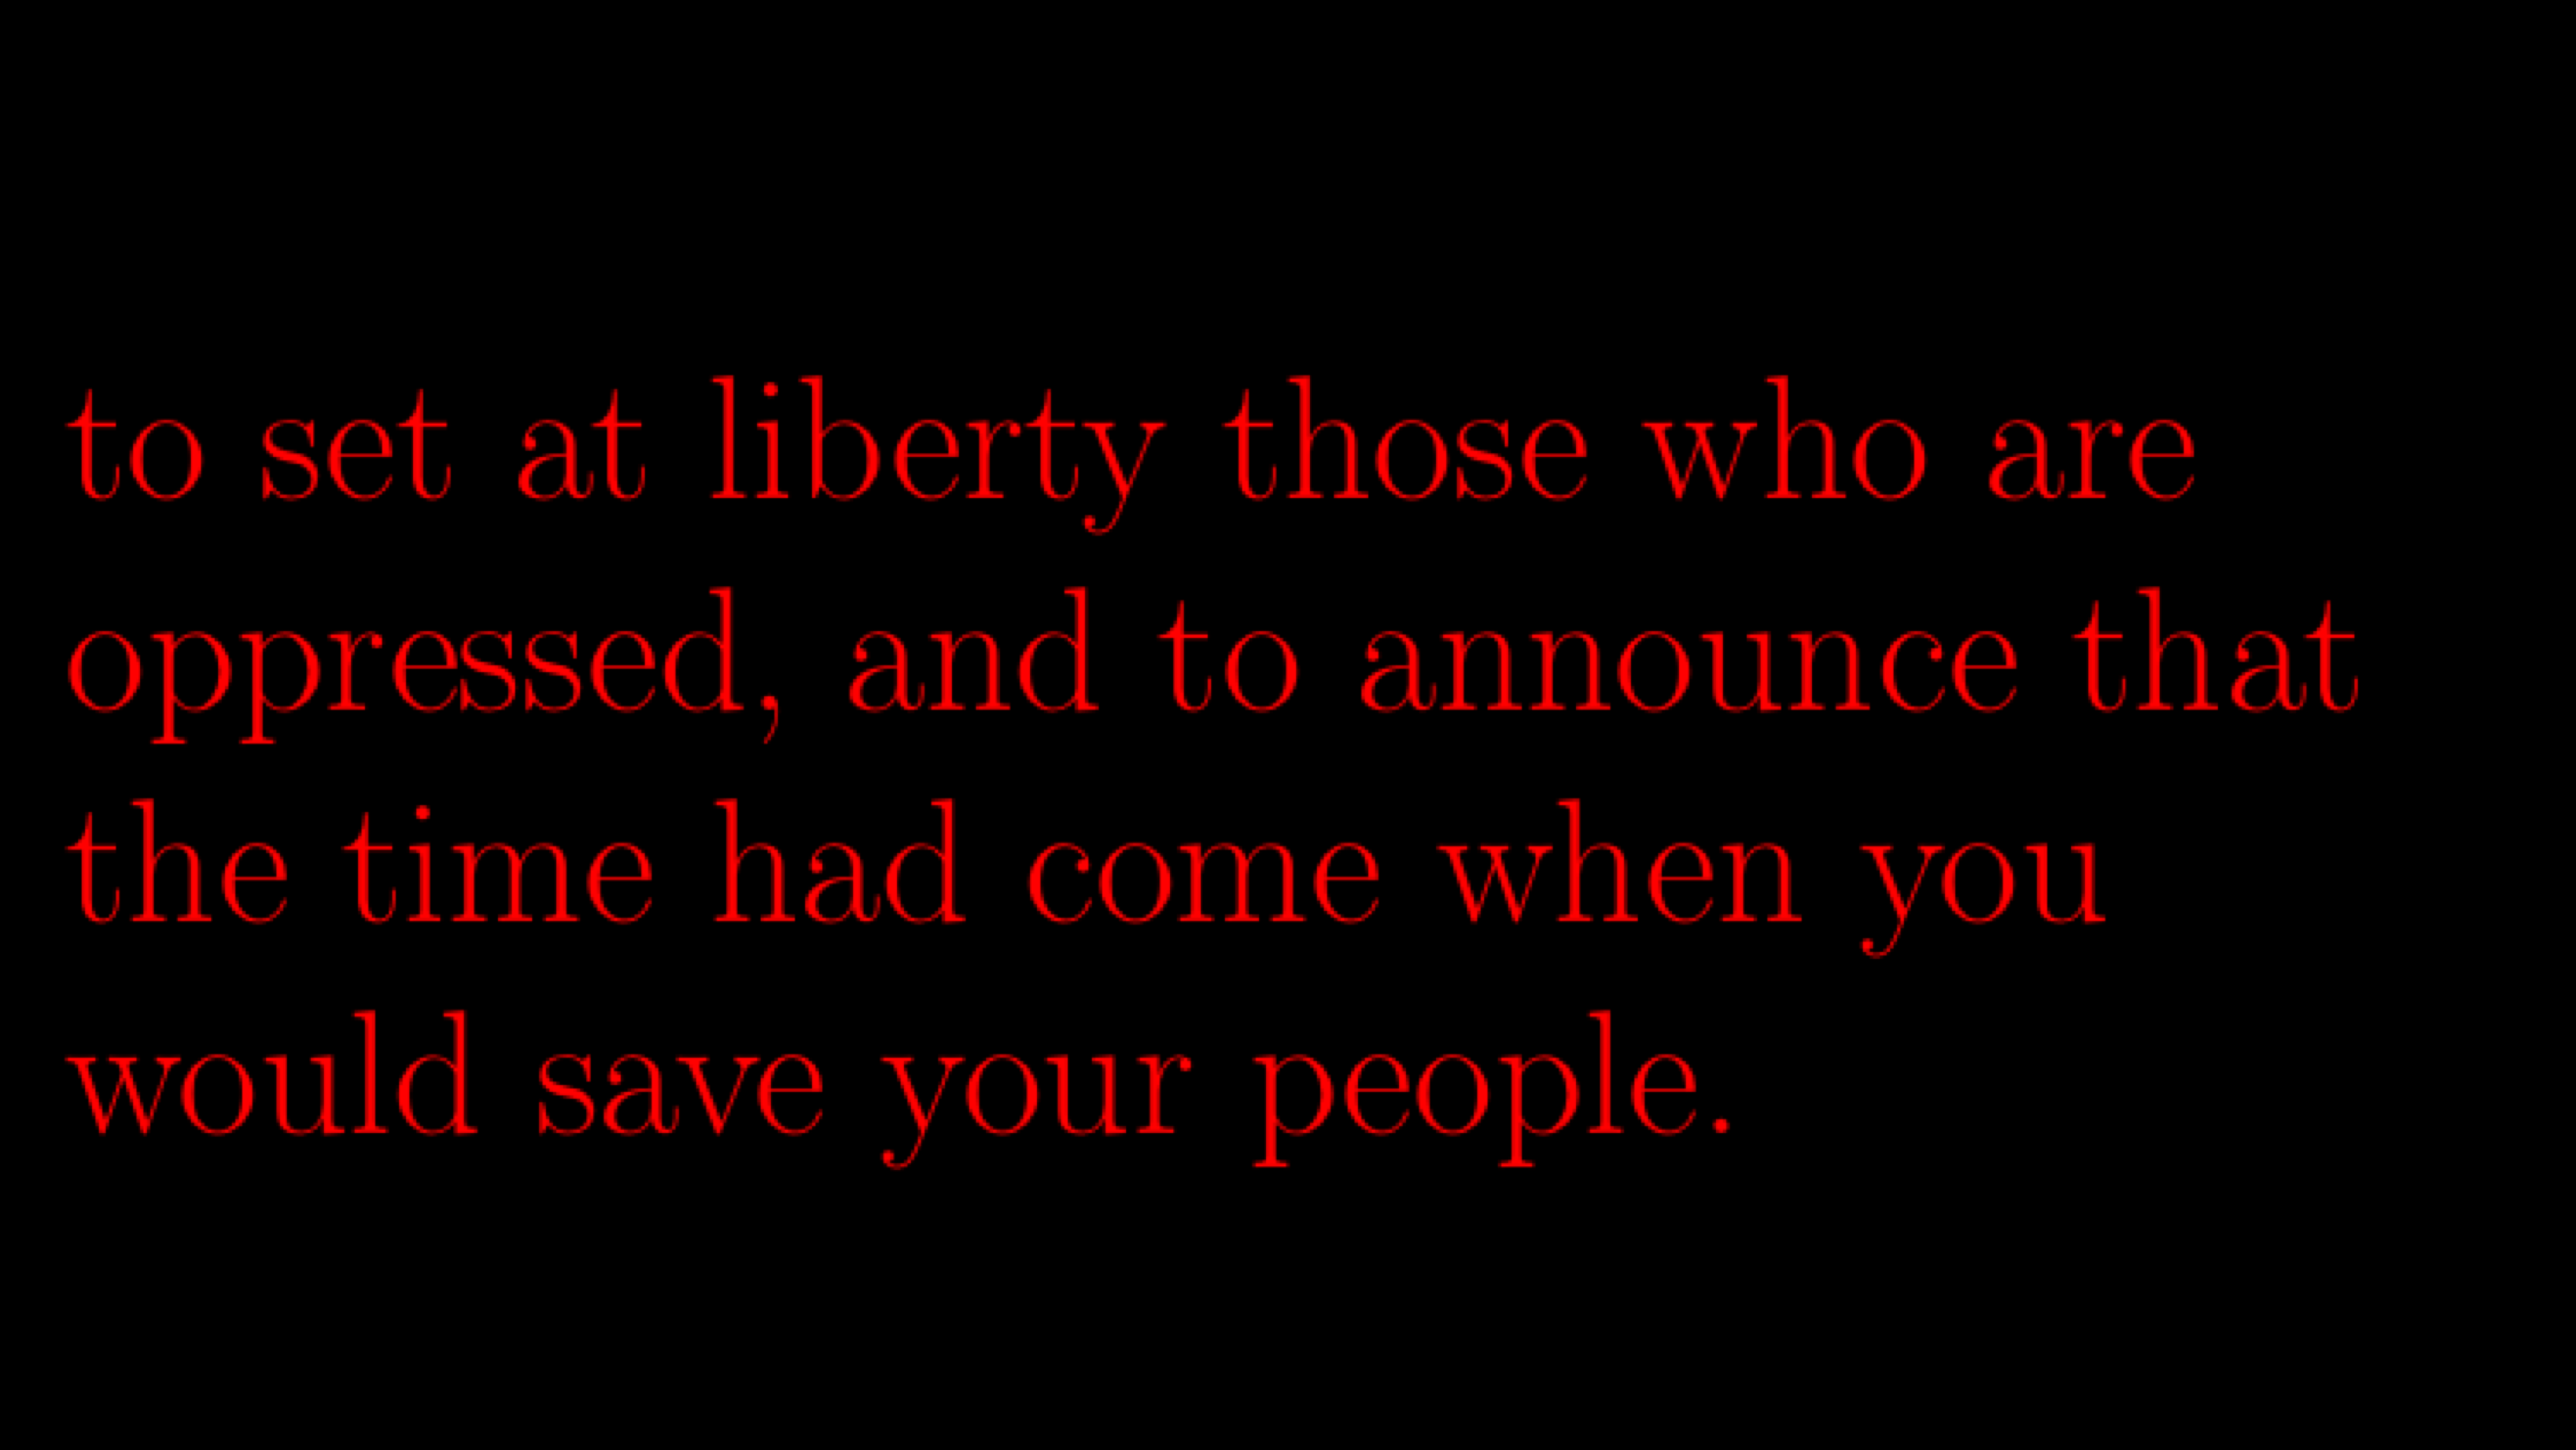 to set at liberty those who are
oppressed, and to announce that
the time had come when you
would save your people.